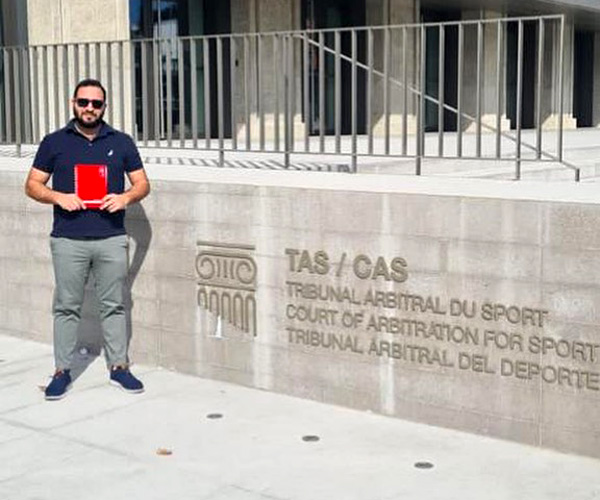 TAS / CAS
TRIBUNAL ARBITRAL DU SPORT
COURT OF ARBITRATION FOR SPORT
TRIBUNAL ARBITRAL DEL DEPORTE